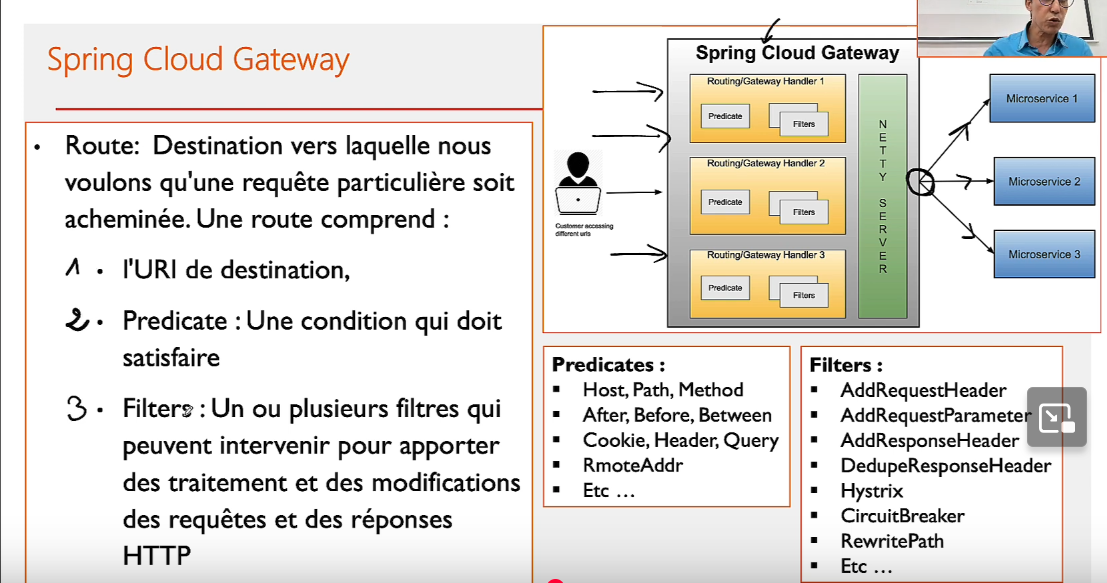 Spring Cloud Gateway
• Route: Destination vers laquelle nous
voulons qu'une requête particulière soit
acheminée. Une route comprend :
1 • l'URI de destination,
2 • Predicate : Une condition qui doit
satisfaire
3 • Filters : Un ou plusieurs filtres qui
peuvent intervenir pour apporter
des traitement et des modifications
des requêtes et des réponses
HTTP
Spring Cloud Gateway
Routing/Gateway Handler 1
Predicate
Filters
Routing/Gateway Handler 2
Predicate
Filters
Routing/Gateway Handler 3
Predicate
Filters
NETTY SERVER
Customer accessing
different urls
Microservice 1
Microservice 2
Microservice 3
Predicates :
▪ Host, Path, Method
▪ After, Before, Between
▪ Cookie, Header, Query
▪ RmoteAddr
▪ Etc …
Filters :
▪ AddRequestHeader
▪ AddRequestParameter
▪ AddResponseHeader
▪ DedupeResponseHeader
▪ Hystrix
▪ CircuitBreaker
▪ RewritePath
▪ Etc …